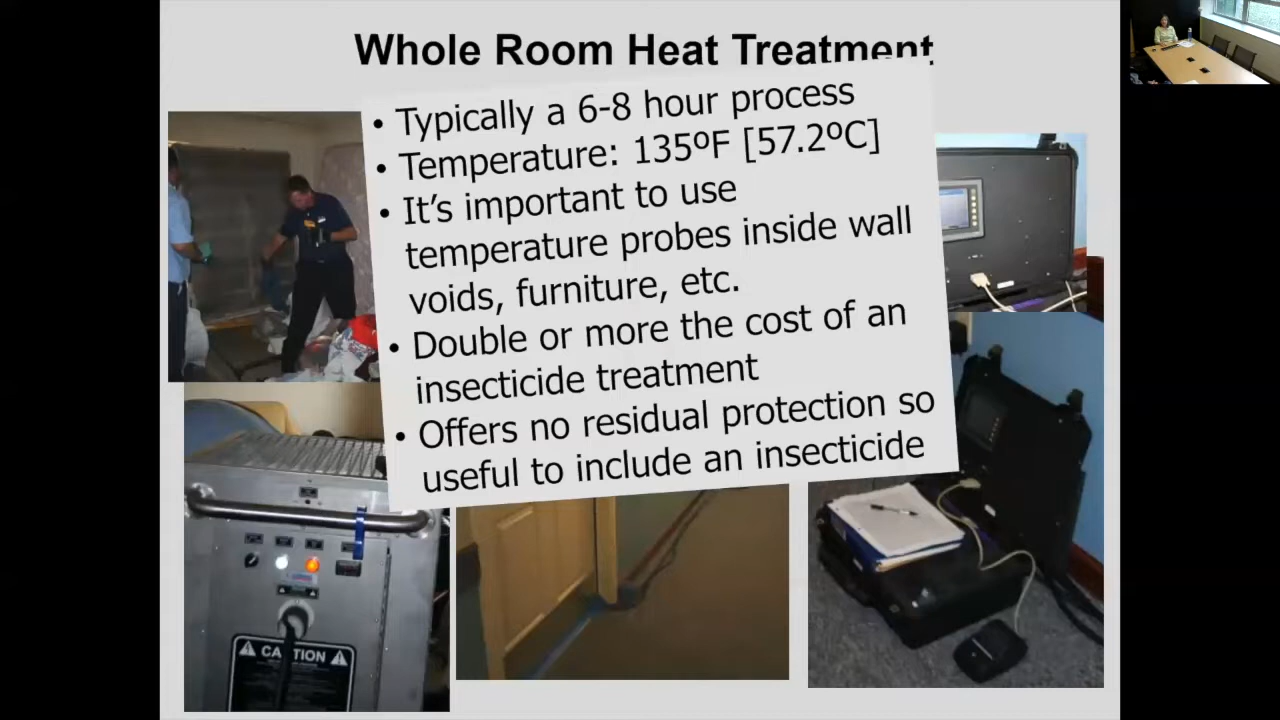 Whole Room Heat Treatment
• Typically a 6-8 hour process
• Temperature: 135ºF [57.2ºC]
• It's important to use
temperature probes inside wall
voids, furniture, etc.
• Double or more the cost of an
insecticide treatment
• Offers no residual protection so
useful to include an insecticide
CAUTION